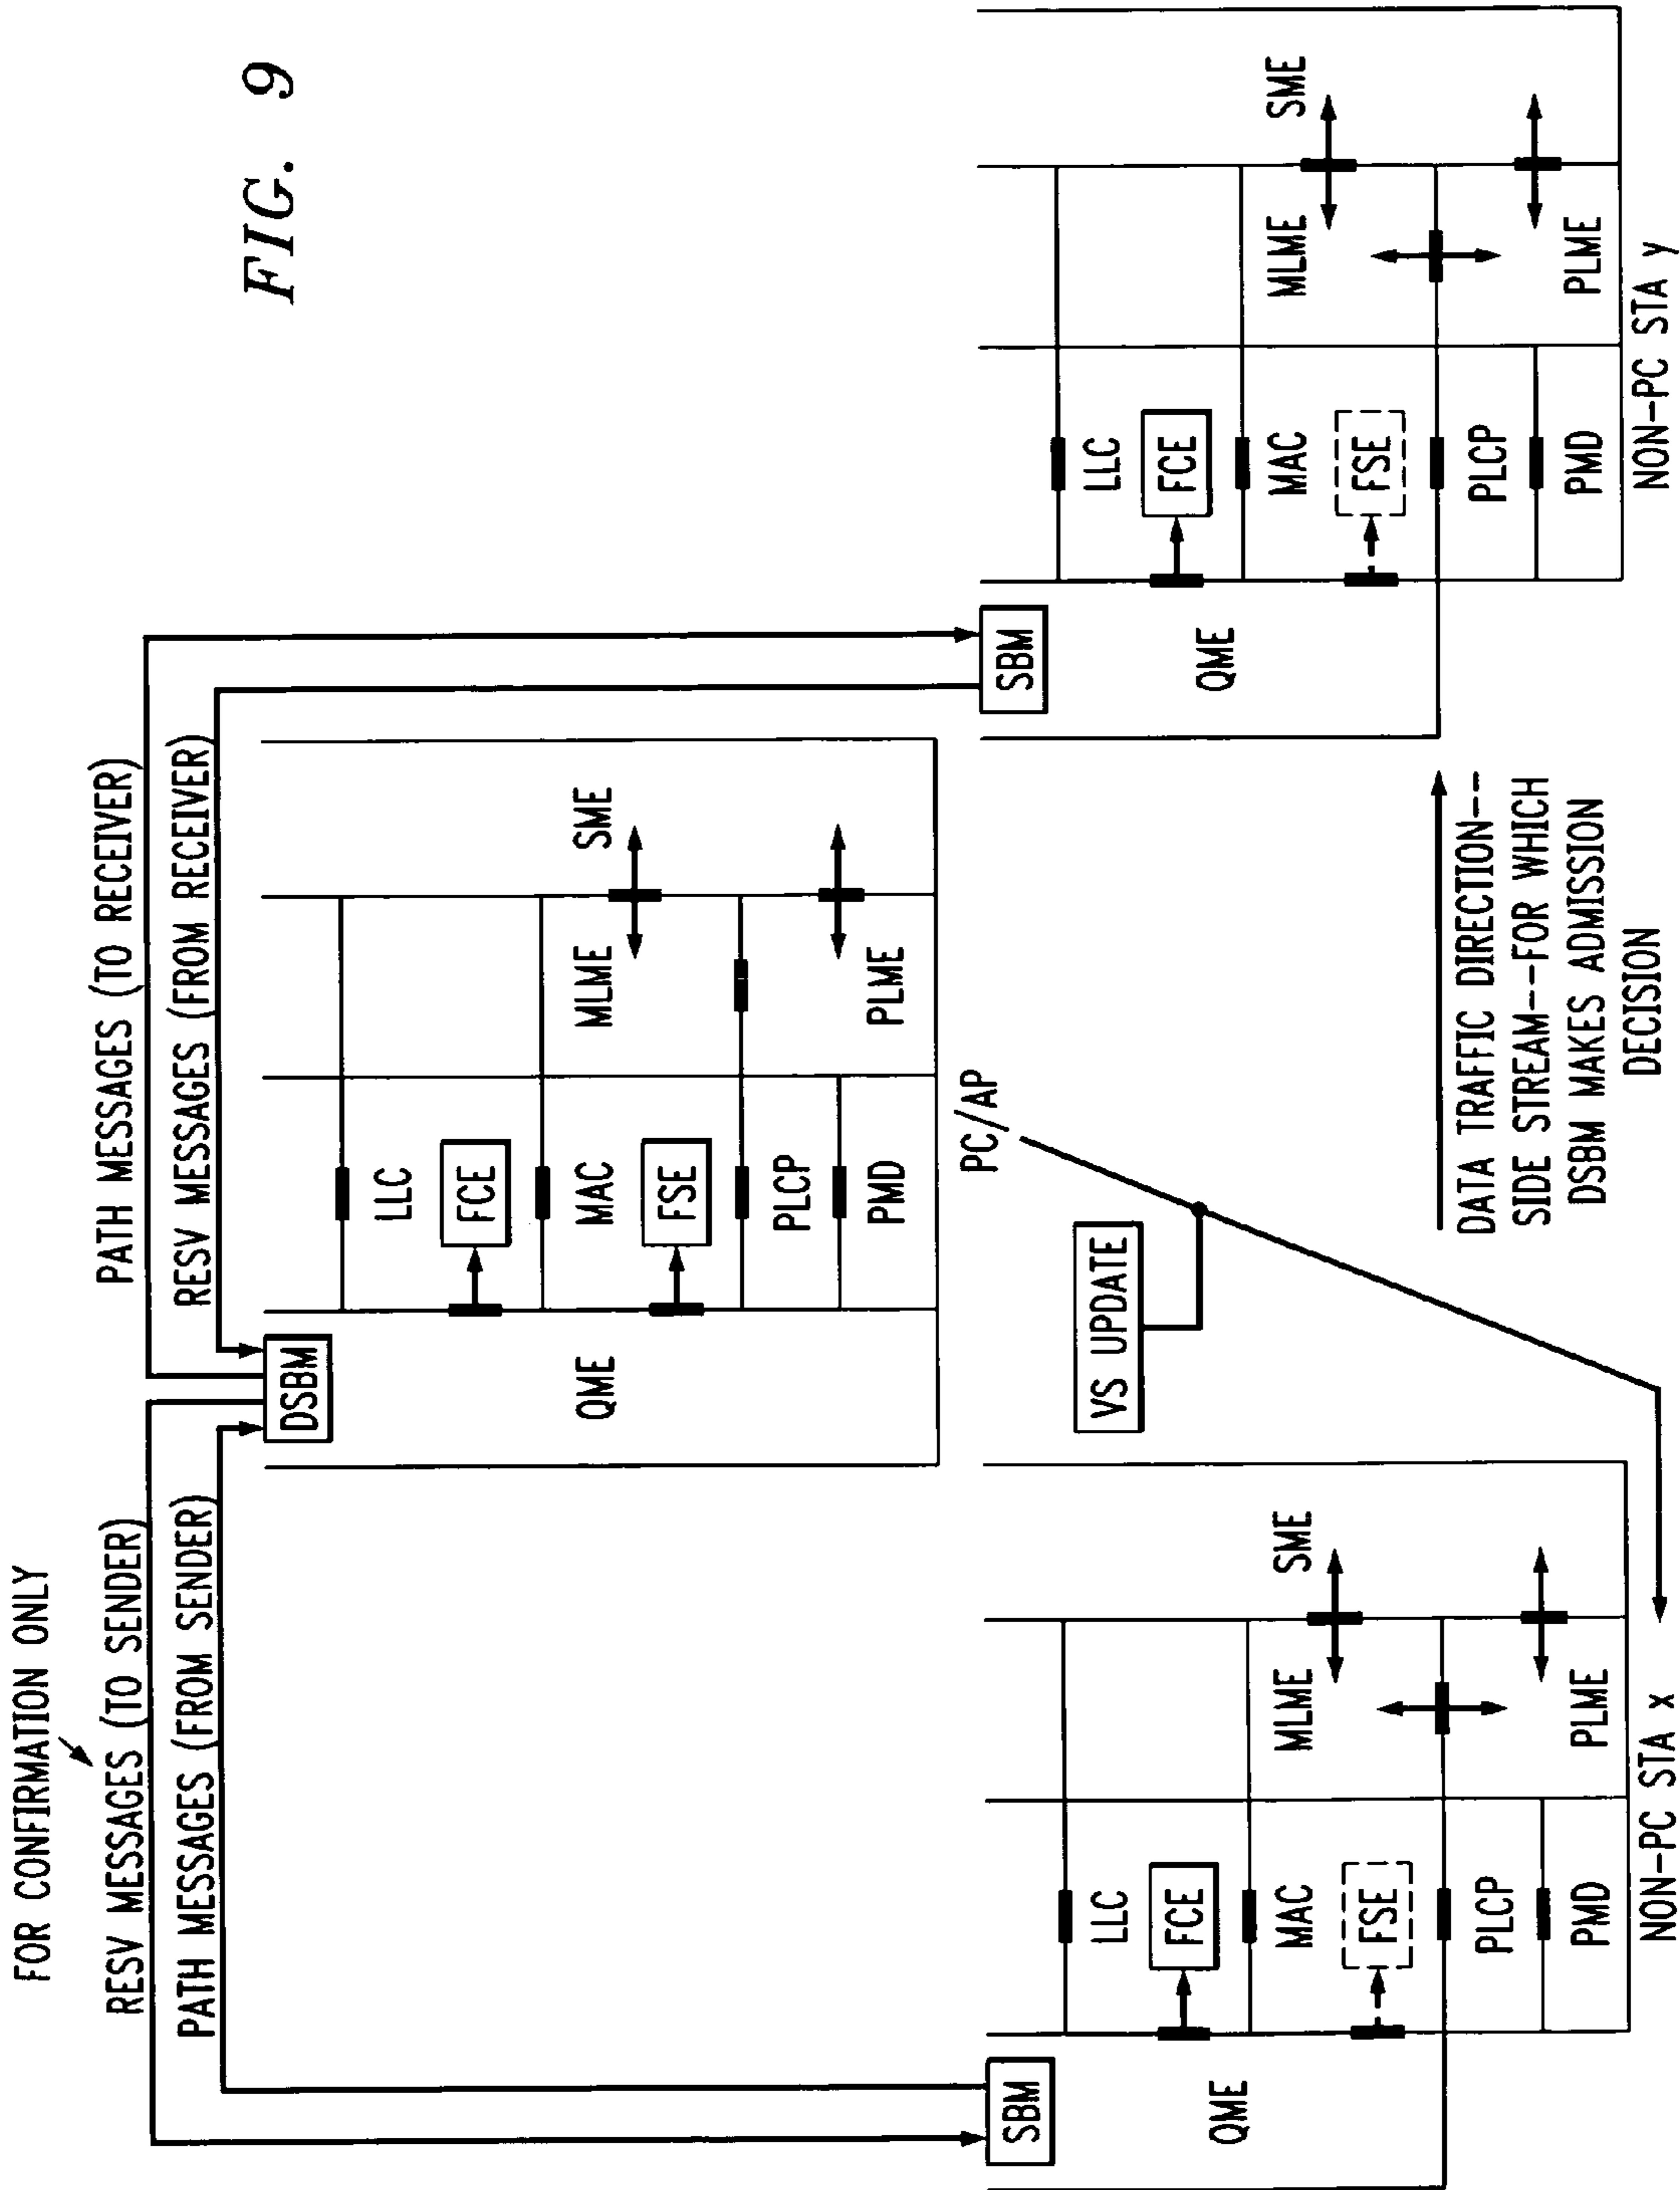 FIG. 9
FOR CONFIRMATION ONLY
RESV MESSAGES (TO SENDER)
PATH MESSAGES (FROM SENDER)
PATH MESSAGES (TO RECEIVER)
RESV MESSAGES (FROM RECEIVER)
DSBM
QME
LLC
FCE
MAC
FSE
PLCP
PMD
MLME
SME
PLME
PC/AP
VS UPDATE
SBM
QME
LLC
FCE
MAC
FSE
PLCP
PMD
MLME
SME
PLME
NON-PC STA x
SBM
QME
LLC
FCE
MAC
FSE
PLCP
PMD
MLME
SME
PLME
NON-PC STA y
DATA TRAFFIC DIRECTION--
SIDE STREAM--FOR WHICH
DSBM MAKES ADMISSION
DECISION